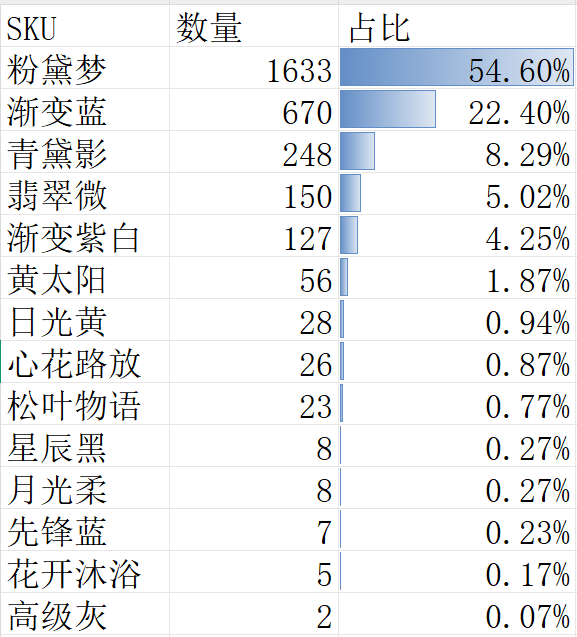 SKU 数量 占比
粉黛梦 1633 54.60%
渐变蓝 670 22.40%
青黛影 248 8.29%
翡翠微 150 5.02%
渐变紫白 127 4.25%
黄太阳 56 1.87%
日光黄 28 0.94%
心花路放 26 0.87%
松叶物语 23 0.77%
星辰黑 8 0.27%
月光柔 8 0.27%
先锋蓝 7 0.23%
花开沐浴 5 0.17%
高级灰 2 0.07%